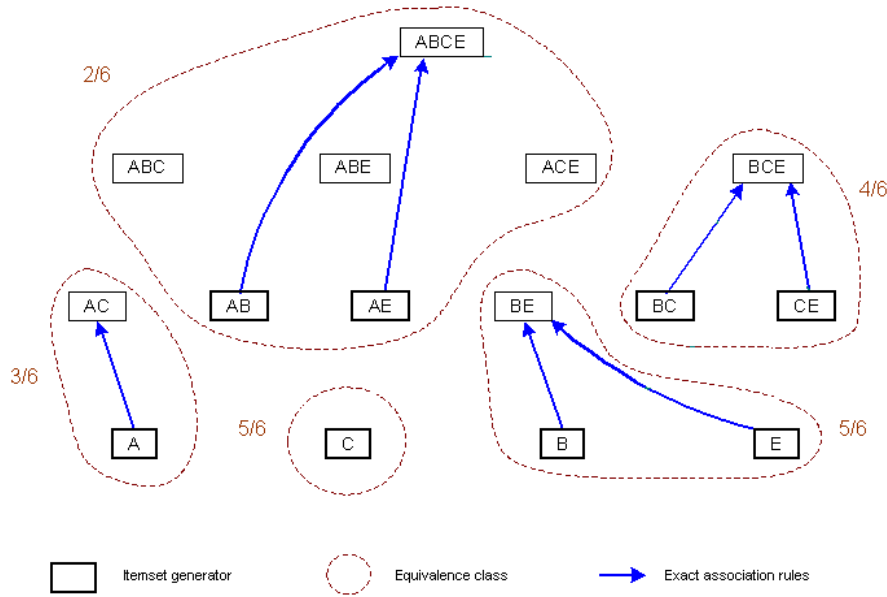 ABCE
2/6
ABC
ABE
ACE
BCE
4/6
AC
AB
AE
BE
BC
CE
3/6
A
5/6
C
B
E
5/6
Itemset generator
Equivalence class
Exact association rules